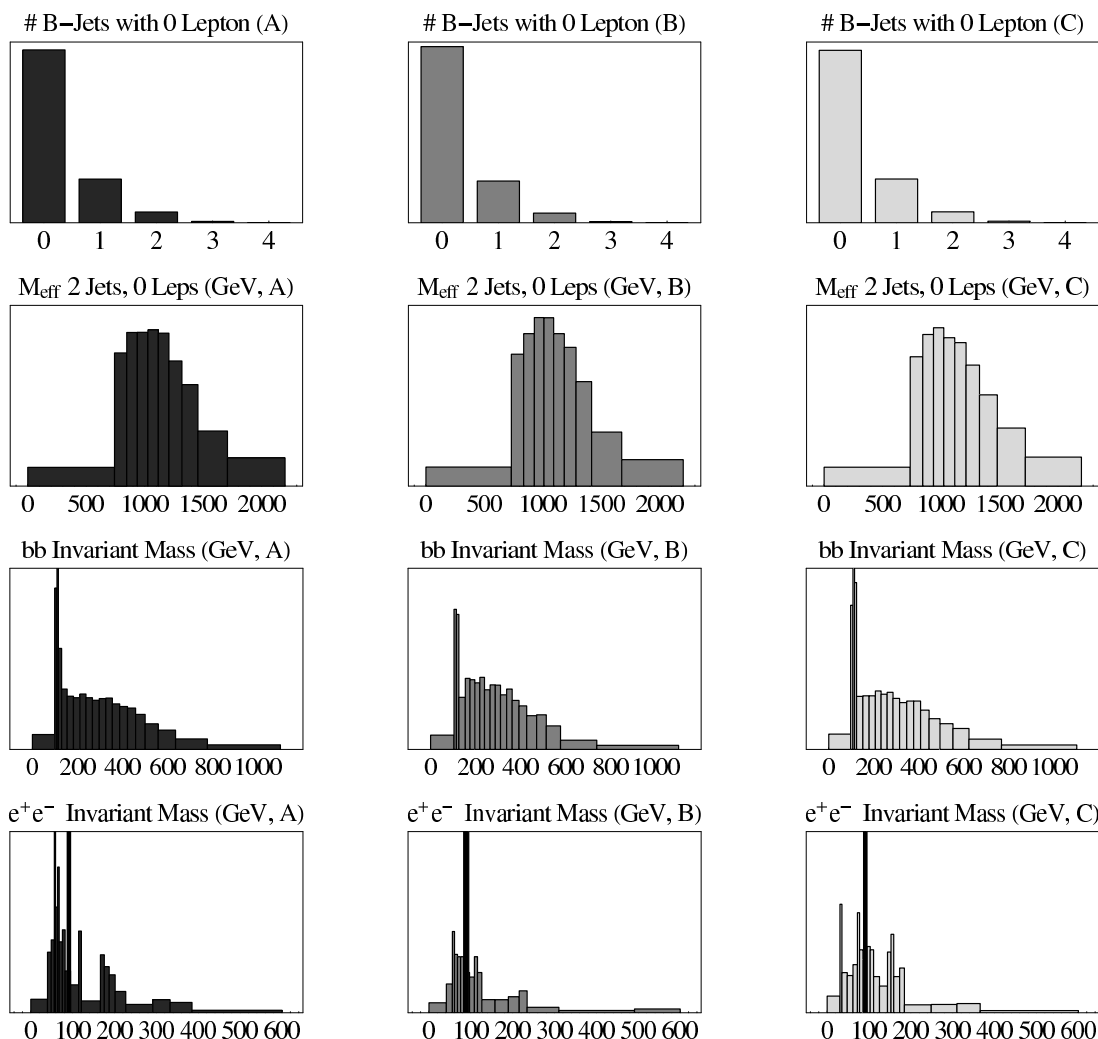 # B−Jets with 0 Lepton (A)
# B−Jets with 0 Lepton (B)
# B−Jets with 0 Lepton (C)
0 1 2 3 4
0 1 2 3 4
0 1 2 3 4
Meff 2 Jets, 0 Leps (GeV, A)
Meff 2 Jets, 0 Leps (GeV, B)
Meff 2 Jets, 0 Leps (GeV, C)
0 500 1000 1500 2000
0 500 1000 1500 2000
0 500 1000 1500 2000
bb Invariant Mass (GeV, A)
bb Invariant Mass (GeV, B)
bb Invariant Mass (GeV, C)
0 200 400 600 800 1000
0 200 400 600 800 1000
0 200 400 600 800 1000
e+e− Invariant Mass (GeV, A)
e+e− Invariant Mass (GeV, B)
e+e− Invariant Mass (GeV, C)
0 100 200 300 400 500 600
0 100 200 300 400 500 600
0 100 200 300 400 500 600